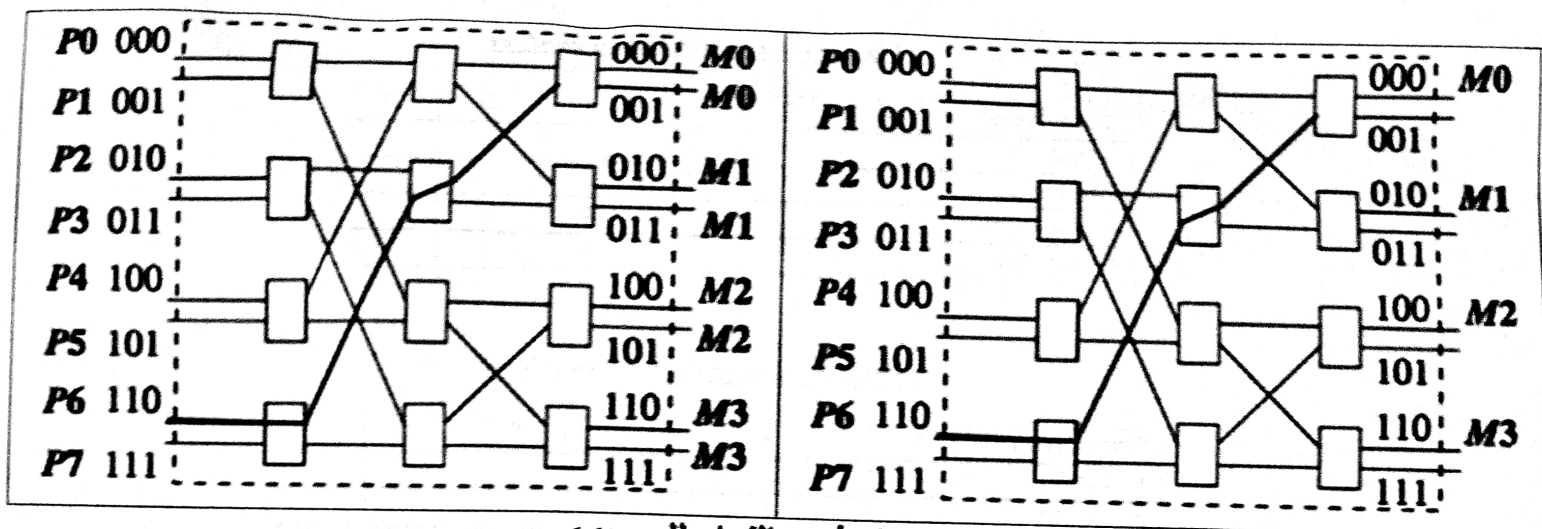 P0 000
P1 001
P2 010
P3 011
P4 100
P5 101
P6 110
P7 111
000 M0
001 M0
010 M1
011 M1
100 M2
101 M2
110 M3
111 M3
P0 000
P1 001
P2 010
P3 011
P4 100
P5 101
P6 110
P7 111
000 M0
001
010 M1
011
100 M2
101
110 M3
111